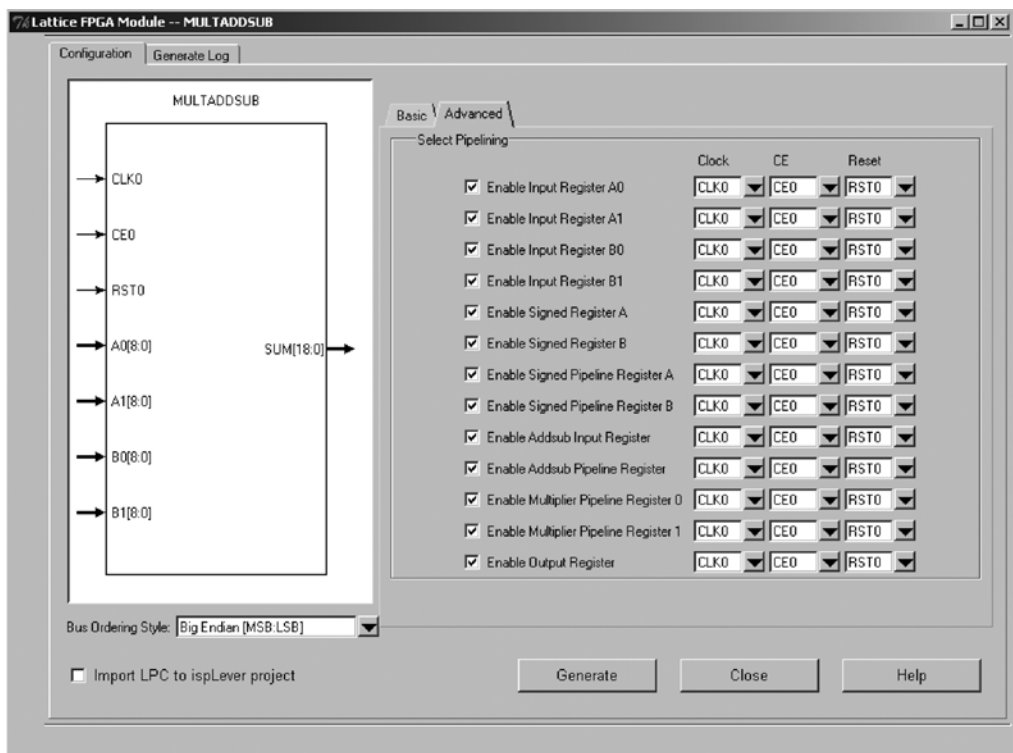 Lattice FPGA Module -- MULTADDSUB
Configuration
Generate Log
MULTADDSUB
CLK0
CE0
RST0
A0[8:0]
SUM[18:0]
A1[8:0]
B0[8:0]
B1[8:0]
Bus Ordering Style: Big Endian [MSB:LSB]
Import LPC to ispLever project
Basic
Advanced
Select Pipelining
Clock CE Reset
Enable Input Register A0 CLK0 CE0 RST0
Enable Input Register A1 CLK0 CE0 RST0
Enable Input Register B0 CLK0 CE0 RST0
Enable Input Register B1 CLK0 CE0 RST0
Enable Signed Register A CLK0 CE0 RST0
Enable Signed Register B CLK0 CE0 RST0
Enable Signed Pipeline Register A CLK0 CE0 RST0
Enable Signed Pipeline Register B CLK0 CE0 RST0
Enable Addsub Input Register CLK0 CE0 RST0
Enable Addsub Pipeline Register CLK0 CE0 RST0
Enable Multiplier Pipeline Register 0 CLK0 CE0 RST0
Enable Multiplier Pipeline Register 1 CLK0 CE0 RST0
Enable Output Register CLK0 CE0 RST0
Generate
Close
Help